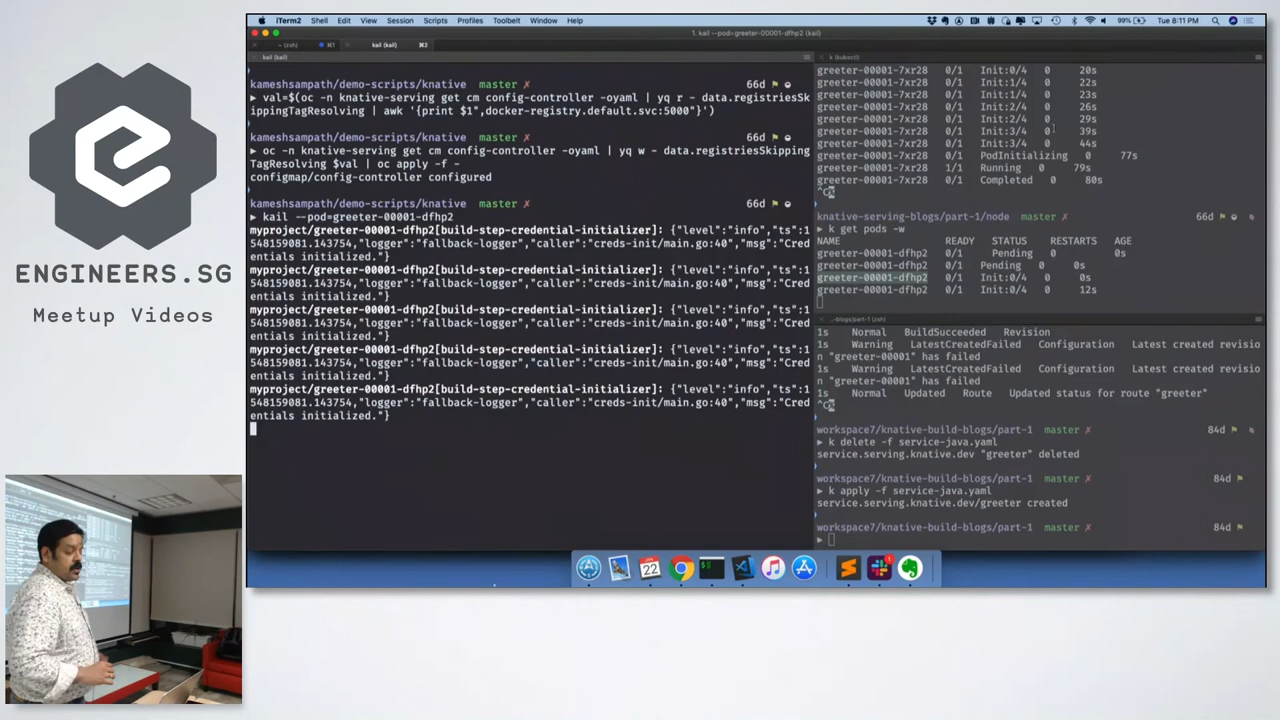 iTerm2 Shell Edit View Session Scripts Profiles Toolbelt Window Help
99% Tue 8:11 PM
1. kail --pod=greeter-00001-dfhp2 (kail)
~ (zsh) ⌘1 kail (kail) ⌘2
kail (kail)
kameshsampath/demo-scripts/knative master ✗ 66d
▶ val=$(oc -n knative-serving get cm config-controller -oyaml | yq r - data.registriesSk
ippingTagResolving | awk '{print $1",docker-registry.default.svc:5000"}')
kameshsampath/demo-scripts/knative master ✗ 66d
▶ oc -n knative-serving get cm config-controller -oyaml | yq w - data.registriesSkipping
TagResolving $val | oc apply -f -
configmap/config-controller configured
kameshsampath/demo-scripts/knative master ✗ 66d
▶ kail --pod=greeter-00001-dfhp2
myproject/greeter-00001-dfhp2[build-step-credential-initializer]: {"level":"info","ts":1
548159081.143754,"logger":"fallback-logger","caller":"creds-init/main.go:40","msg":"Cred
entials initialized."}
myproject/greeter-00001-dfhp2[build-step-credential-initializer]: {"level":"info","ts":1
548159081.143754,"logger":"fallback-logger","caller":"creds-init/main.go:40","msg":"Cred
entials initialized."}
myproject/greeter-00001-dfhp2[build-step-credential-initializer]: {"level":"info","ts":1
548159081.143754,"logger":"fallback-logger","caller":"creds-init/main.go:40","msg":"Cred
entials initialized."}
myproject/greeter-00001-dfhp2[build-step-credential-initializer]: {"level":"info","ts":1
548159081.143754,"logger":"fallback-logger","caller":"creds-init/main.go:40","msg":"Cred
entials initialized."}
myproject/greeter-00001-dfhp2[build-step-credential-initializer]: {"level":"info","ts":1
548159081.143754,"logger":"fallback-logger","caller":"creds-init/main.go:40","msg":"Cred
entials initialized."}
k (kubectl)
greeter-00001-7xr28 0/1 Init:0/4 0 20s
greeter-00001-7xr28 0/1 Init:1/4 0 22s
greeter-00001-7xr28 0/1 Init:1/4 0 23s
greeter-00001-7xr28 0/1 Init:2/4 0 26s
greeter-00001-7xr28 0/1 Init:2/4 0 29s
greeter-00001-7xr28 0/1 Init:3/4 0 39s
greeter-00001-7xr28 0/1 Init:3/4 0 44s
greeter-00001-7xr28 0/1 PodInitializing 0 77s
greeter-00001-7xr28 1/1 Running 0 79s
greeter-00001-7xr28 0/1 Completed 0 80s
knative-serving-blogs/part-1/node master ✗ 66d
▶ k get pods -w
NAME READY STATUS RESTARTS AGE
greeter-00001-dfhp2 0/1 Pending 0 0s
greeter-00001-dfhp2 0/1 Pending 0 0s
greeter-00001-dfhp2 0/1 Init:0/4 0 0s
greeter-00001-dfhp2 0/1 Init:0/4 0 12s
..-blogs/part-1 (zsh)
1s Normal BuildSucceeded Revision
1s Warning LatestCreatedFailed Configuration Latest created revisio
n "greeter-00001" has failed
1s Warning LatestCreatedFailed Configuration Latest created revisio
n "greeter-00001" has failed
1s Normal Updated Route Updated status for route "greeter"
workspace7/knative-build-blogs/part-1 master ✗ 84d
▶ k delete -f service-java.yaml
service.serving.knative.dev "greeter" deleted
workspace7/knative-build-blogs/part-1 master ✗ 84d
▶ k apply -f service-java.yaml
service.serving.knative.dev/greeter created
workspace7/knative-build-blogs/part-1 master ✗ 84d
▶
ENGINEERS.SG
Meetup Videos
22
1